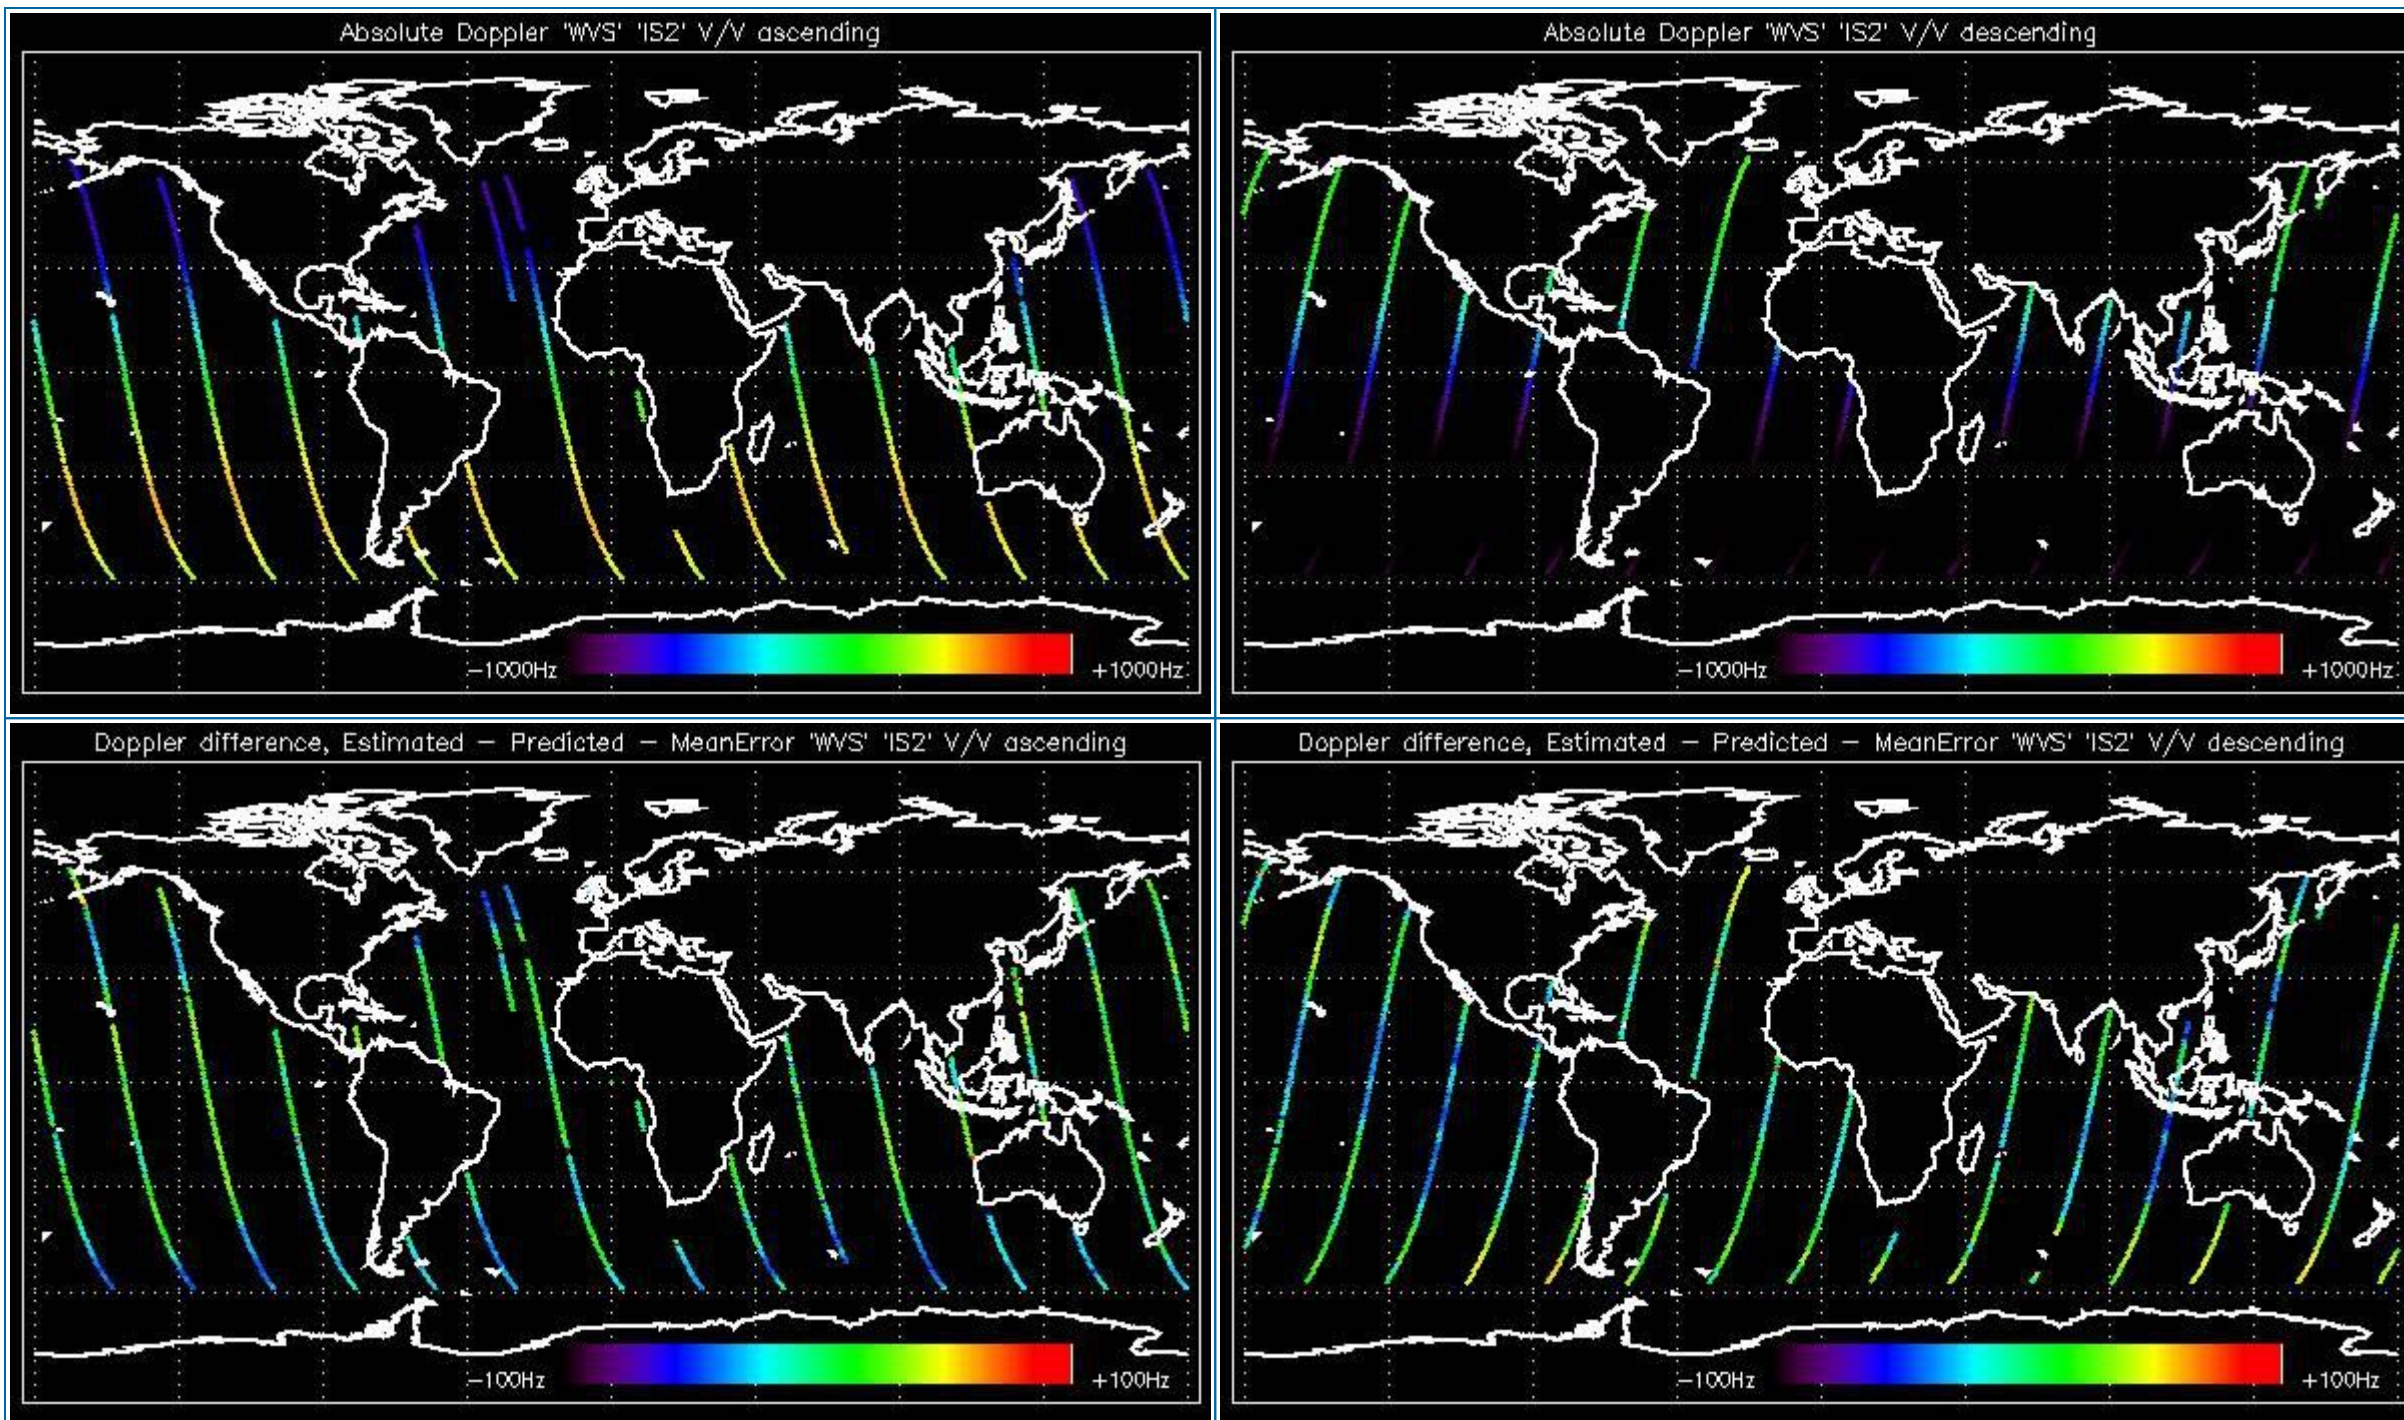 Absolute Doppler 'WVS' 'IS2' V/V ascending
-1000Hz
+1000Hz
Absolute Doppler 'WVS' 'IS2' V/V descending
-1000Hz
+1000Hz
Doppler difference, Estimated - Predicted - MeanError 'WVS' 'IS2' V/V ascending
-100Hz
+100Hz
Doppler difference, Estimated - Predicted - MeanError 'WVS' 'IS2' V/V descending
-100Hz
+100Hz